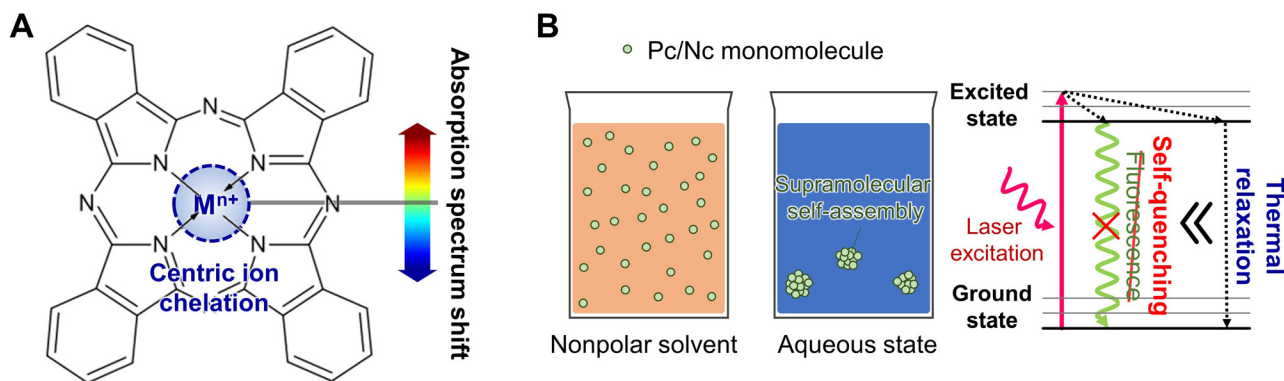 A
N
N
N
N
N
N
N
Mⁿ⁺
Centric ion
chelation
Absorption spectrum shift
B
Pc/Nc monomolecule
Supramolecular
self-assembly
Nonpolar solvent
Aqueous state
Excited
state
Laser
excitation
Ground
state
Fluorescence
Self-quenching
Thermal
relaxation